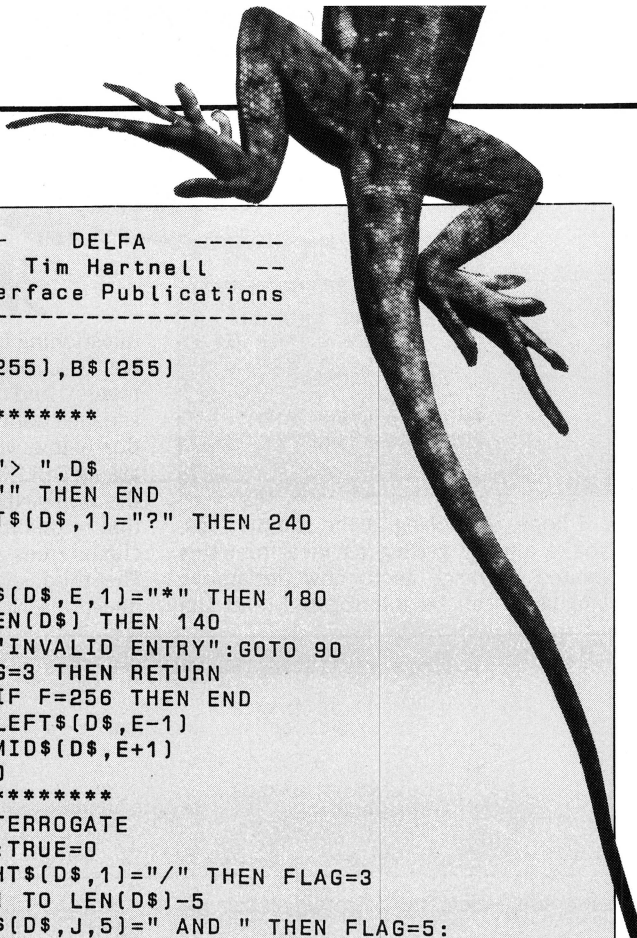 - DELFA -------
Tim Hartnell --
erface Publications
-------------------
255),B$(255)
*******
"> ",D$
"" THEN END
T$(D$,1)="?" THEN 240
$(D$,E,1)="*" THEN 180
EN(D$) THEN 140
"INVALID ENTRY":GOTO 90
G=3 THEN RETURN
IF F=256 THEN END
LEFT$(D$,E-1)
MID$(D$,E+1)
0
********
TERROGATE
:TRUE=0
HT$(D$,1)="/" THEN FLAG=3
1 TO LEN(D$)-5
$(D$,J,5)=" AND " THEN FLAG=5: